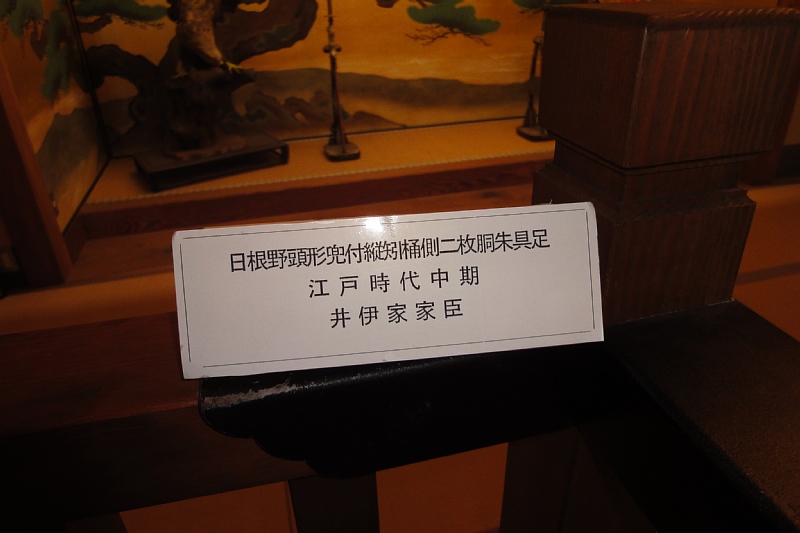 日根野頭形兜付縦矧桶側二枚胴朱具足
江戸時代中期
井伊家家臣